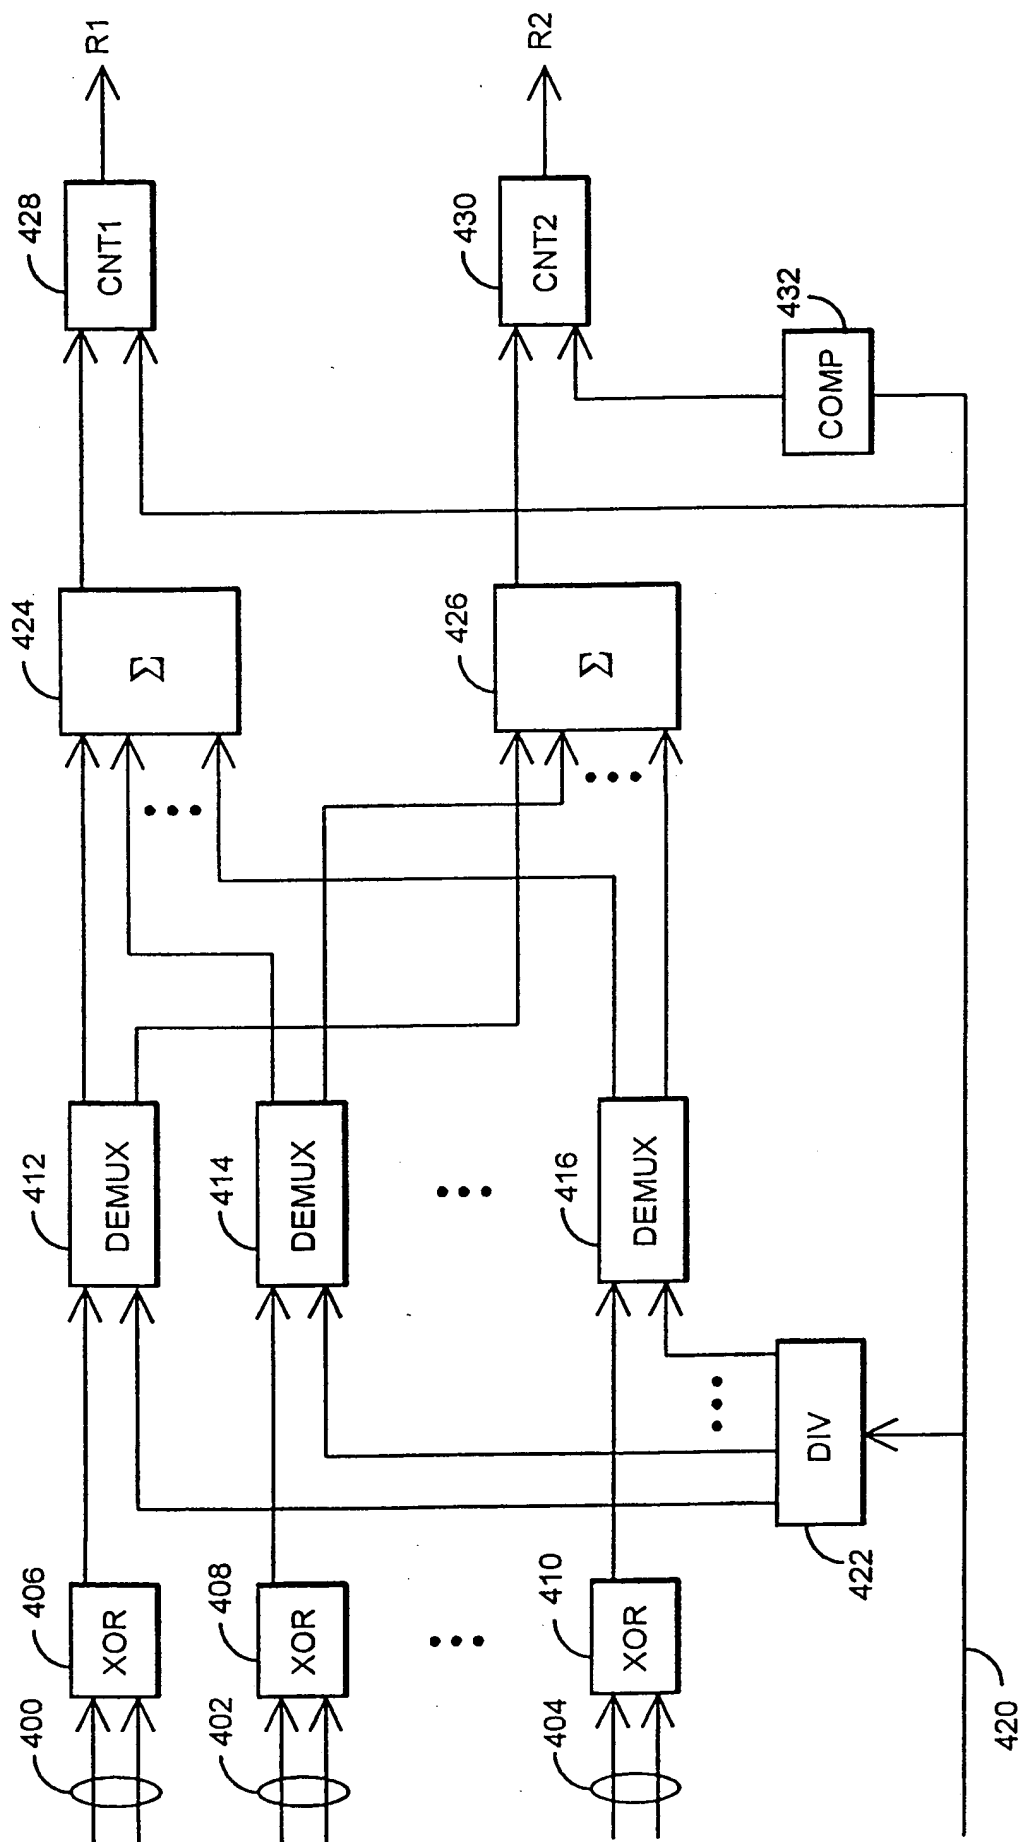 R1
R2
428
CNT1
430
CNT2
432
COMP
424
Σ
426
Σ
412
DEMUX
414
DEMUX
416
DEMUX
406
XOR
408
XOR
410
XOR
DIV
422
400
402
404
420